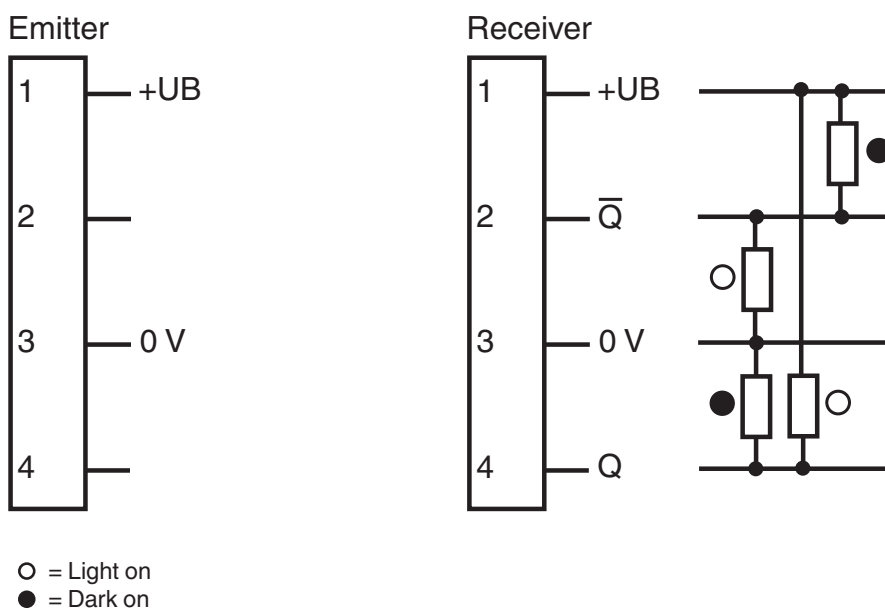 Emitter
1 +UB
2
3 0 V
4
Receiver
1 +UB
2 Q̅
3 0 V
4 Q
= Light on
= Dark on